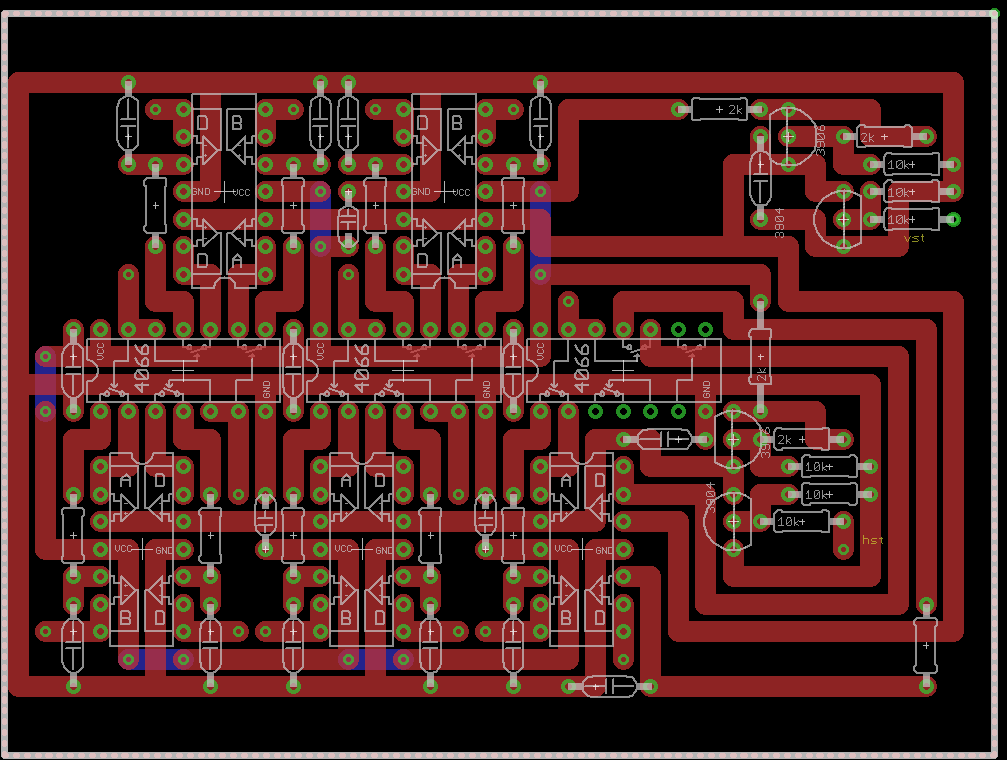 D B
D B
+ 2k
3906
2k +
10k+
GND VCC
GND VCC
10k+
10k+
3904
vst
D A
D A
VCC
4066
GND
VCC
4066
GND
VCC
4066
GND
2k
2k +
10k+
A D
A D
A D
3904
10k+
10k+
hst
VCC GND
VCC GND
VCC GND
B D
B D
B D